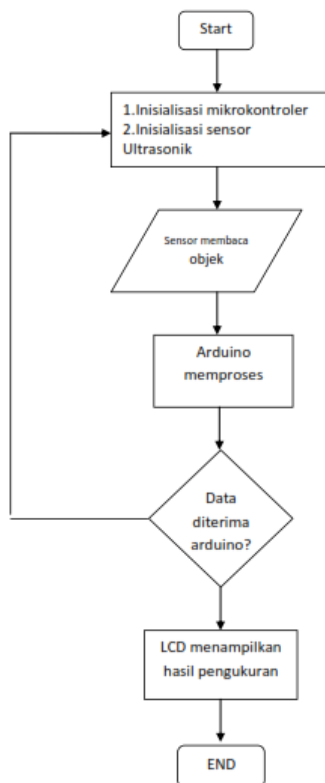 Start
1.Inisialisasi mikrokontroler
2.Inisialisasi sensor
Ultrasonik
Sensor membaca
objek
Arduino
memproses
Data
diterima
arduino?
LCD menampilkan
hasil pengukuran
END